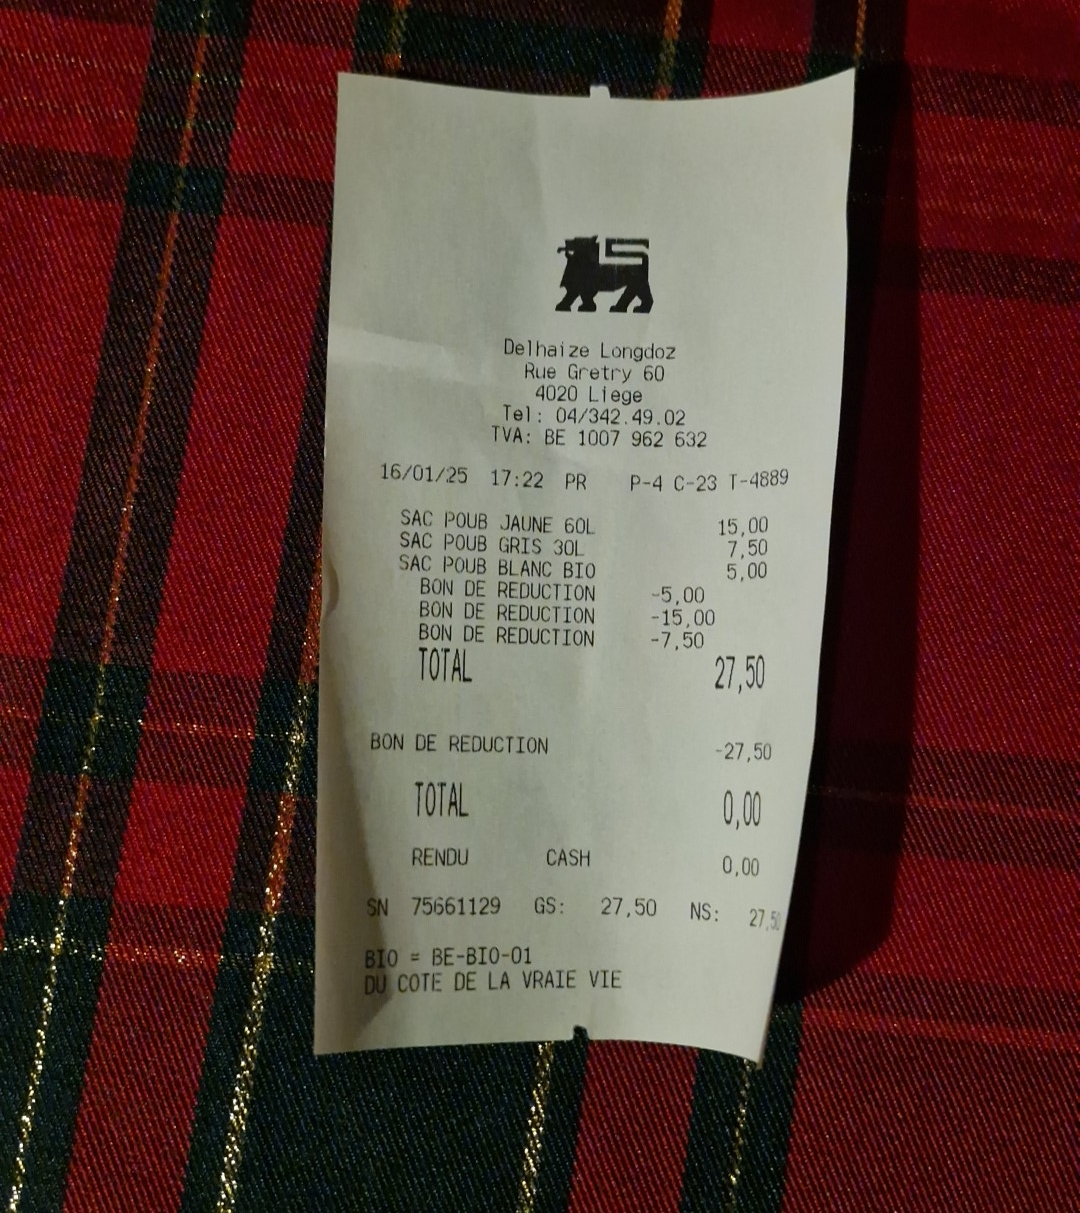 Delhaize Longdoz
Rue Gretry 60
4020 Liege
Tel: 04/342.49.02
TVA: BE 1007 962 632
16/01/25 17:22 PR P-4 C-23 T-4889
SAC POUB JAUNE 60L 15,00
SAC POUB GRIS 30L 7,50
SAC POUB BLANC BIO 5,00
BON DE REDUCTION -5,00
BON DE REDUCTION -15,00
BON DE REDUCTION -7,50
TOTAL 27,50
BON DE REDUCTION -27,50
TOTAL 0,00
RENDU CASH 0,00
SN 75661129 GS: 27,50 NS: 27,50
BIO = BE-BIO-01
DU COTE DE LA VRAIE VIE